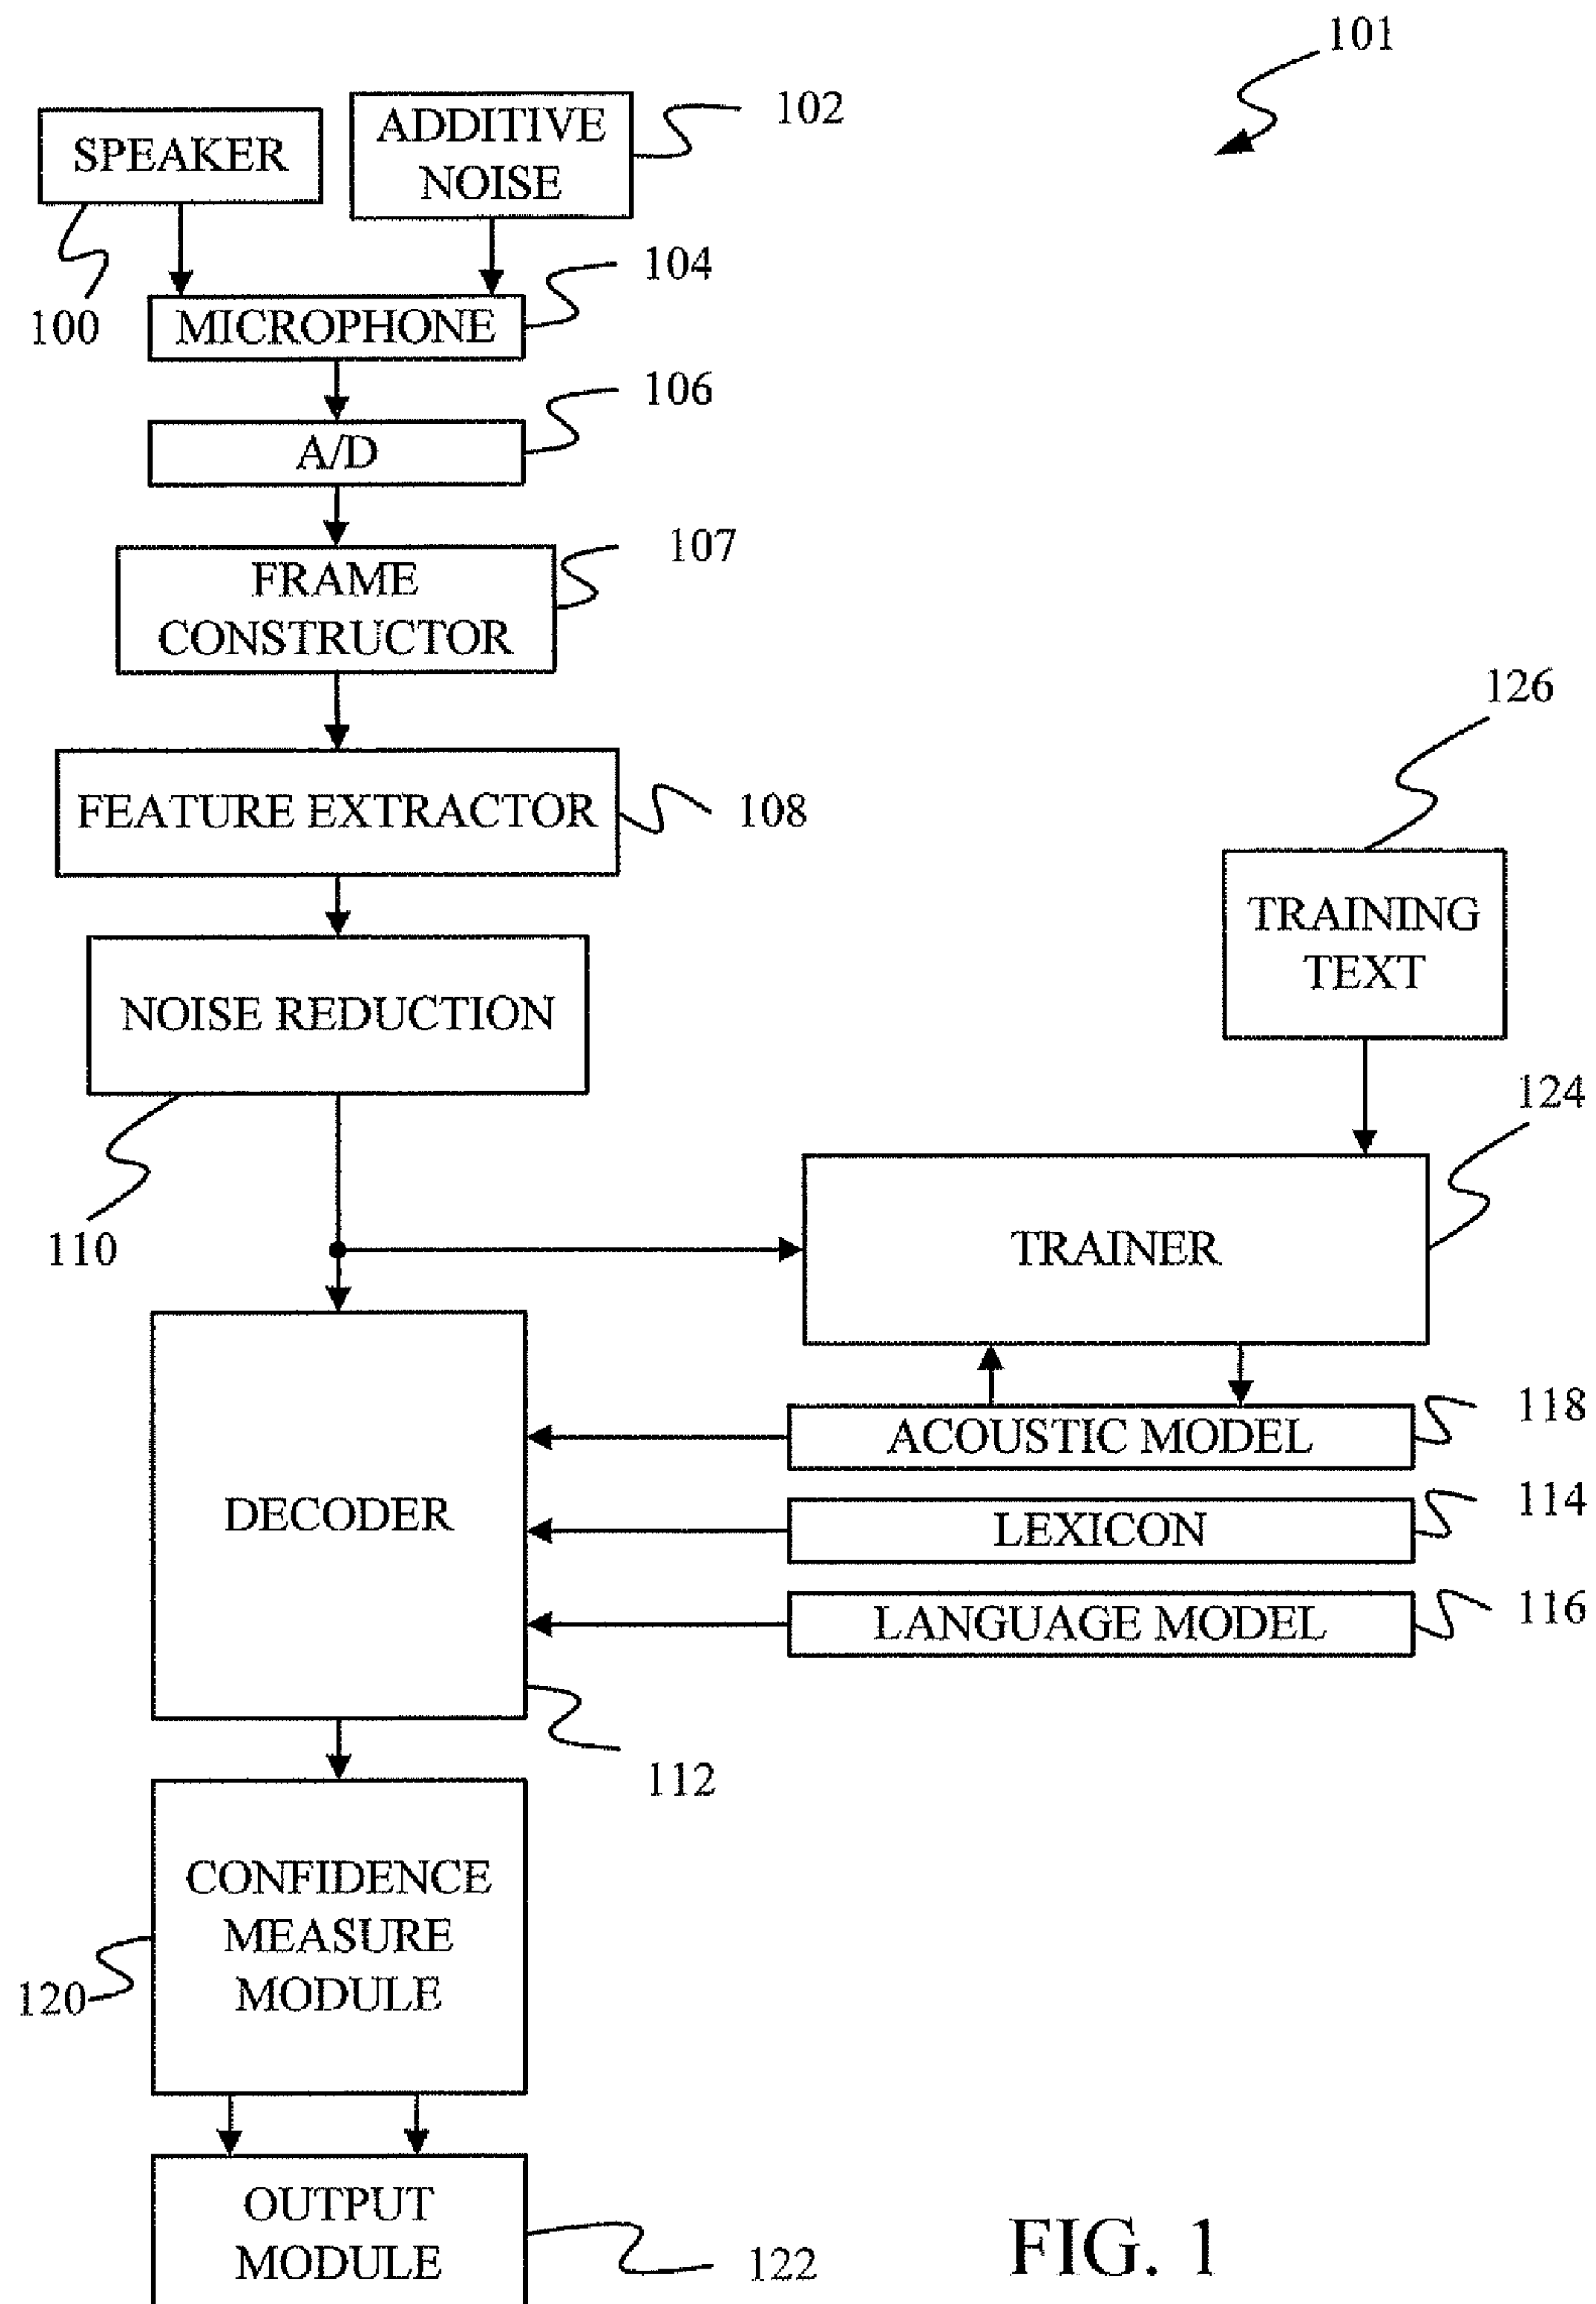 101
SPEAKER
ADDITIVE
NOISE
102
100
MICROPHONE
104
A/D
106
FRAME
CONSTRUCTOR
107
FEATURE EXTRACTOR
108
126
TRAINING
TEXT
NOISE REDUCTION
110
124
TRAINER
ACOUSTIC MODEL
118
DECODER
LEXICON
114
LANGUAGE MODEL
116
112
CONFIDENCE
MEASURE
MODULE
120
OUTPUT
MODULE
122
FIG. 1